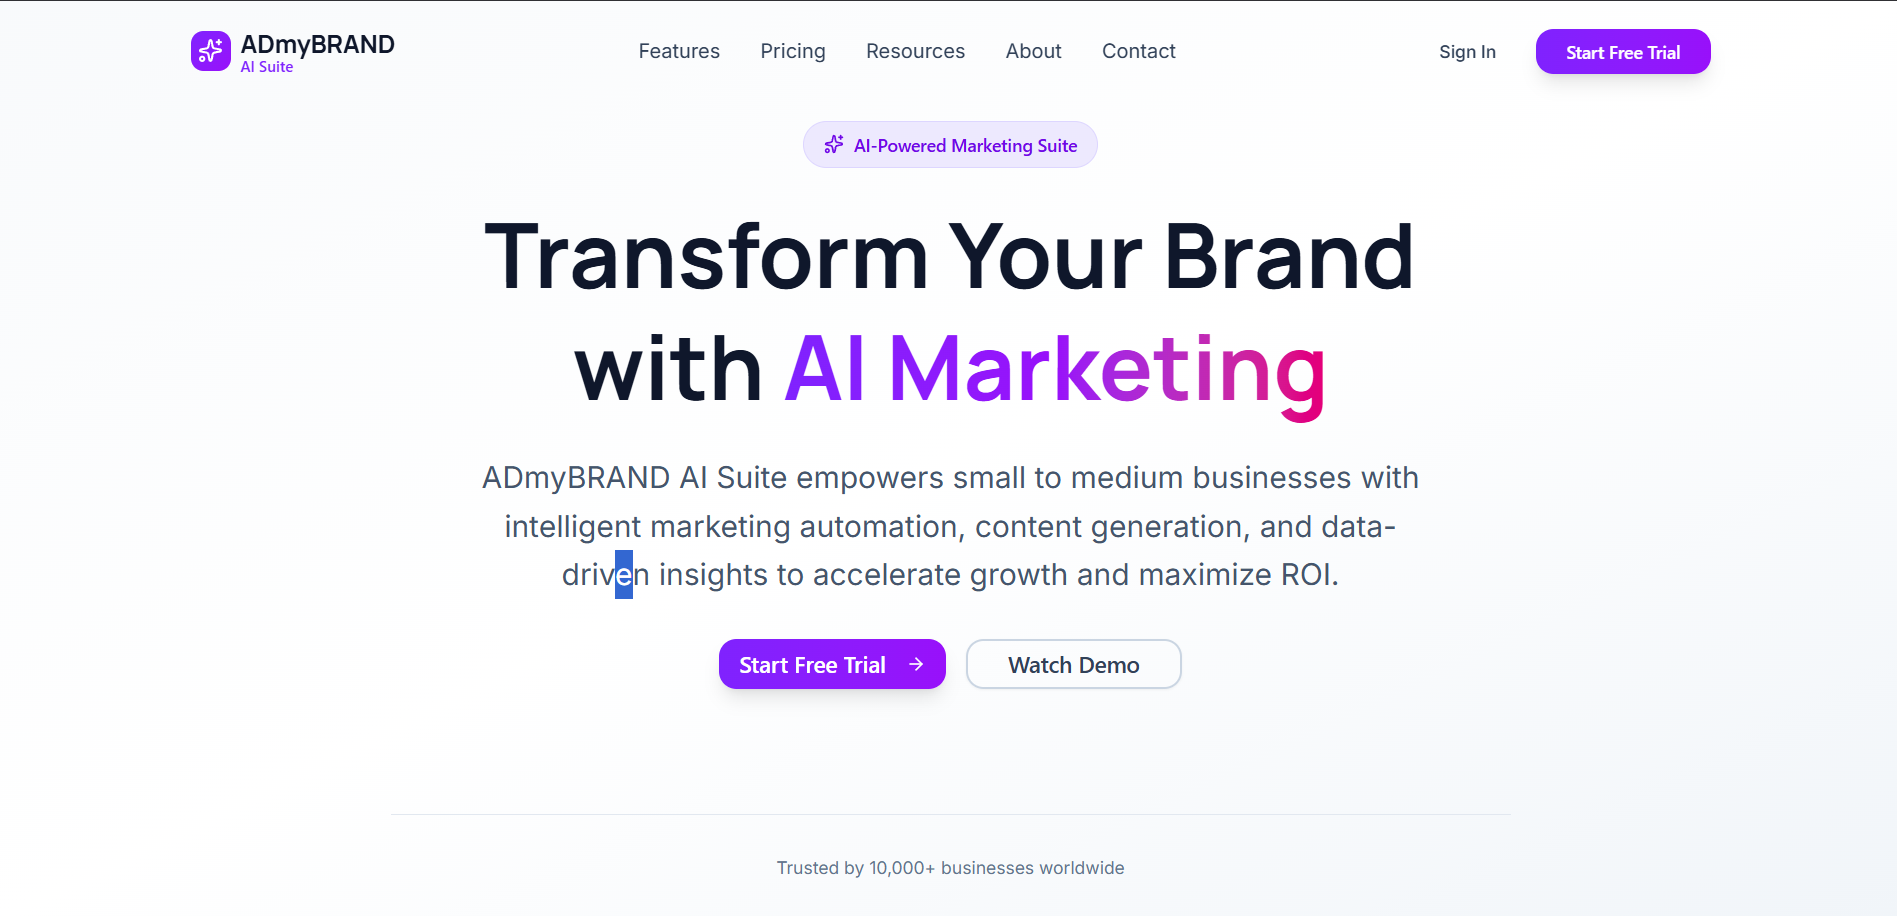 ADmyBRAND
AI Suite
Features
Pricing
Resources
About
Contact
Sign In
Start Free Trial
AI-Powered Marketing Suite
Transform Your Brand
with AI Marketing
ADmyBRAND AI Suite empowers small to medium businesses with
intelligent marketing automation, content generation, and data-
driven insights to accelerate growth and maximize ROI.
Start Free Trial
Watch Demo
Trusted by 10,000+ businesses worldwide